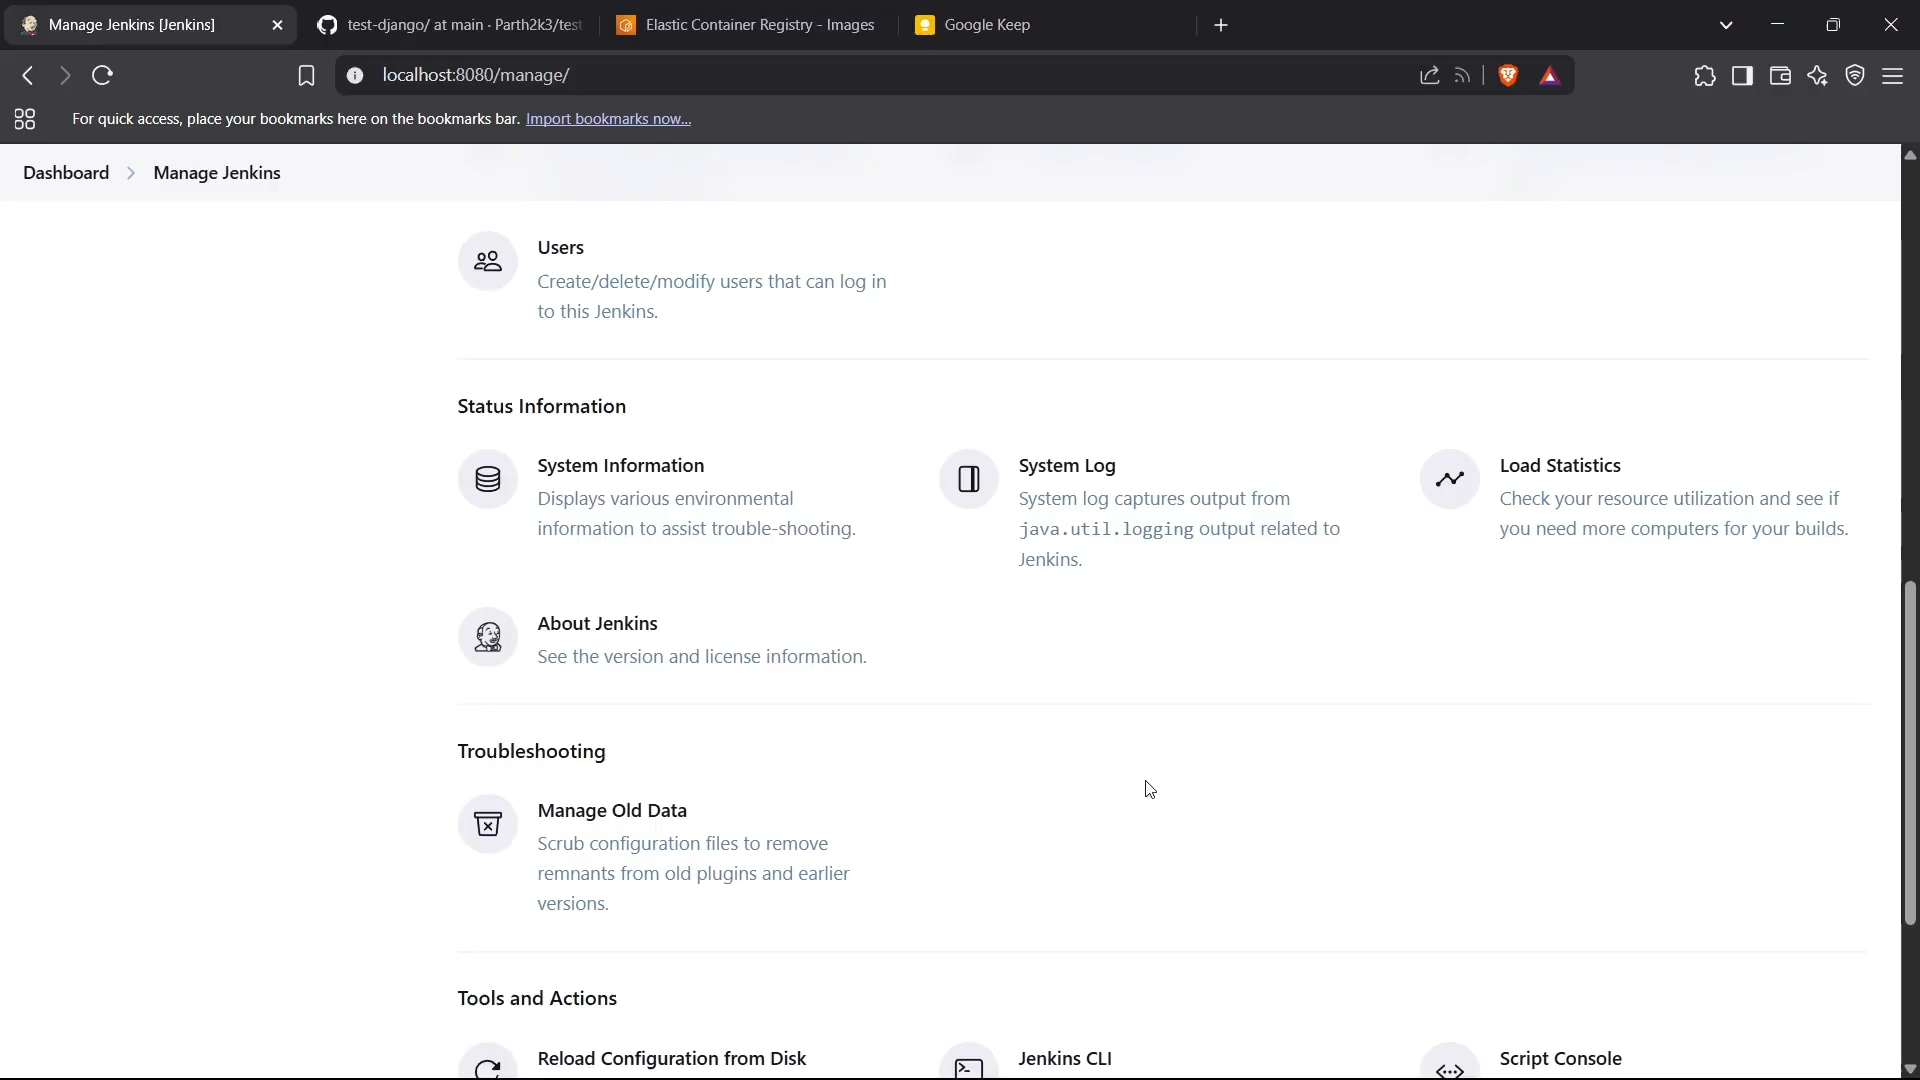 Manage Jenkins [Jenkins]
test-django/ at main · Parth2k3/test
Elastic Container Registry - Images
Google Keep
localhost:8080/manage/
For quick access, place your bookmarks here on the bookmarks bar. Import bookmarks now...
Dashboard
Manage Jenkins
Users
Create/delete/modify users that can log in
to this Jenkins.
Status Information
System Information
Displays various environmental
information to assist trouble-shooting.
System Log
System log captures output from
java.util.logging output related to
Jenkins.
Load Statistics
Check your resource utilization and see if
you need more computers for your builds.
About Jenkins
See the version and license information.
Troubleshooting
Manage Old Data
Scrub configuration files to remove
remnants from old plugins and earlier
versions.
Tools and Actions
Reload Configuration from Disk
Jenkins CLI
Script Console